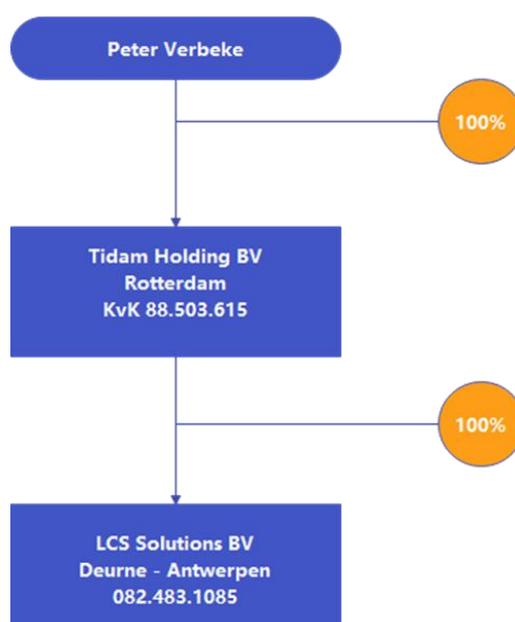 Peter Verbeke
100%
Tidam Holding BV
Rotterdam
KvK 88.503.615
100%
LCS Solutions BV
Deurne - Antwerpen
082.483.1085